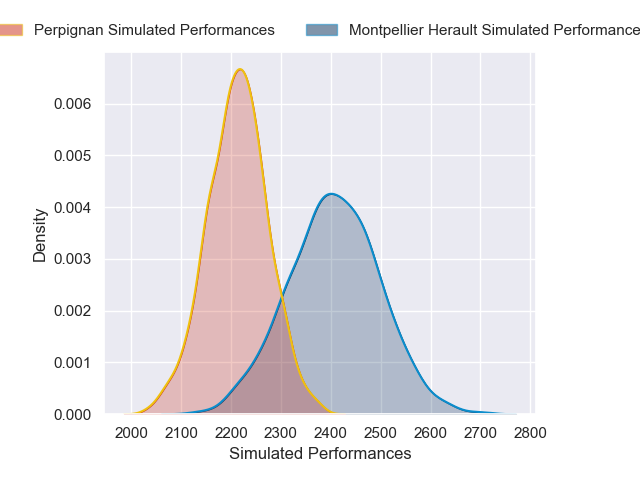 Perpignan Simulated Performances
Montpellier Herault Simulated Performance
0.006
0.005
0.004
0.003
0.002
0.001
0.000
Density
2000 2100 2200 2300 2400 2500 2600 2700 2800
Simulated Performances